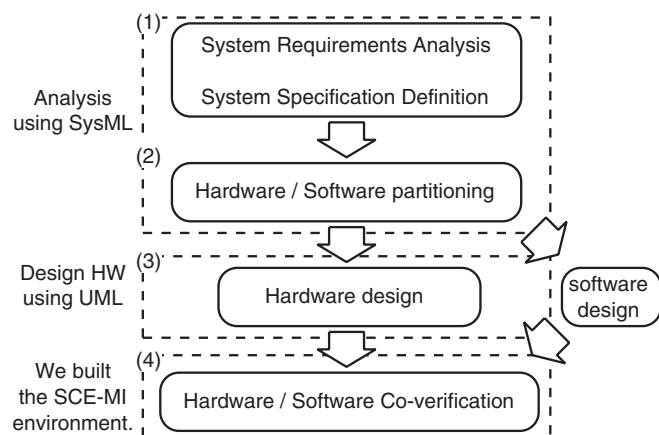 (1)
System Requirements Analysis
System Specification Definition
Analysis
using SysML
(2)
Hardware / Software partitioning
Design HW
using UML
(3)
Hardware design
software
design
We built
the SCE-MI
environment.
(4)
Hardware / Software Co-verification